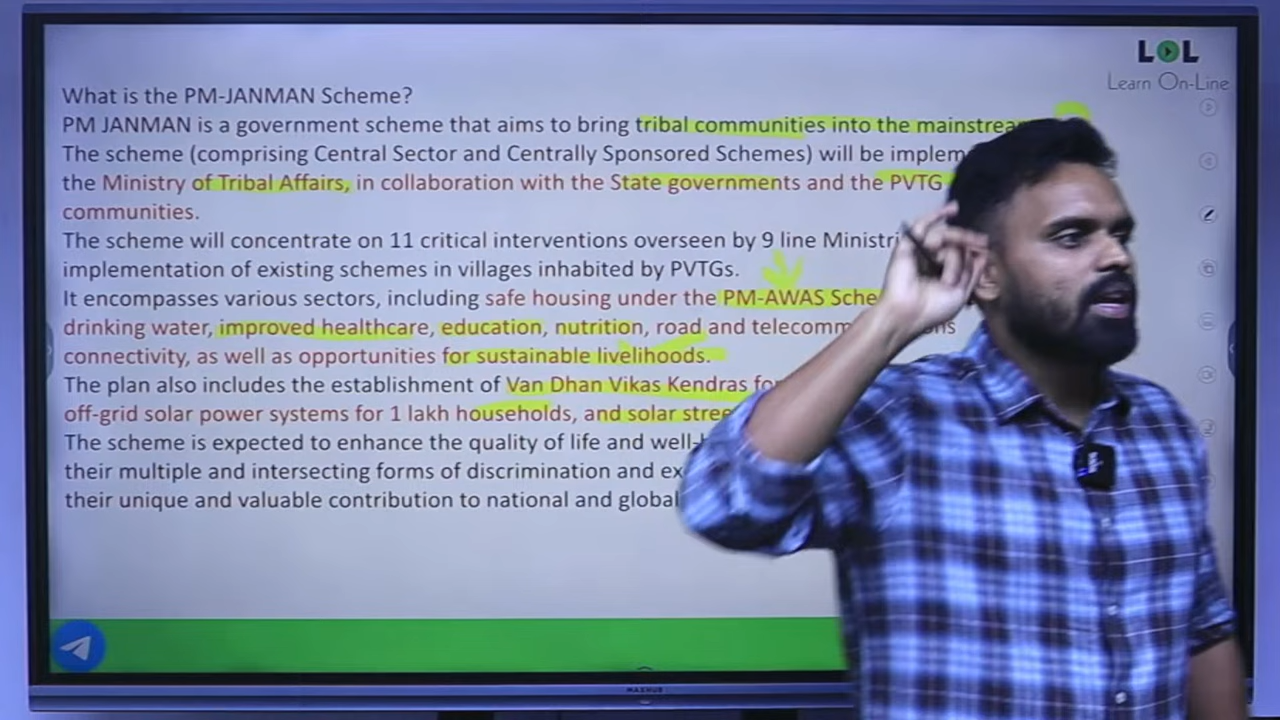 LOL
Learn On-Line
What is the PM-JANMAN Scheme?
PM JANMAN is a government scheme that aims to bring tribal communities into the mainstream
The scheme (comprising Central Sector and Centrally Sponsored Schemes) will be implem
the Ministry of Tribal Affairs, in collaboration with the State governments and the PVTG
communities.
The scheme will concentrate on 11 critical interventions overseen by 9 line Ministri
implementation of existing schemes in villages inhabited by PVTGs.
It encompasses various sectors, including safe housing under the PM-AWAS Sche
drinking water, improved healthcare, education, nutrition, road and telecomm
connectivity, as well as opportunities for sustainable livelihoods.
The plan also includes the establishment of Van Dhan Vikas Kendras for
off-grid solar power systems for 1 lakh households, and solar stree
The scheme is expected to enhance the quality of life and well-
their multiple and intersecting forms of discrimination and ex
their unique and valuable contribution to national and global
MAXHUB